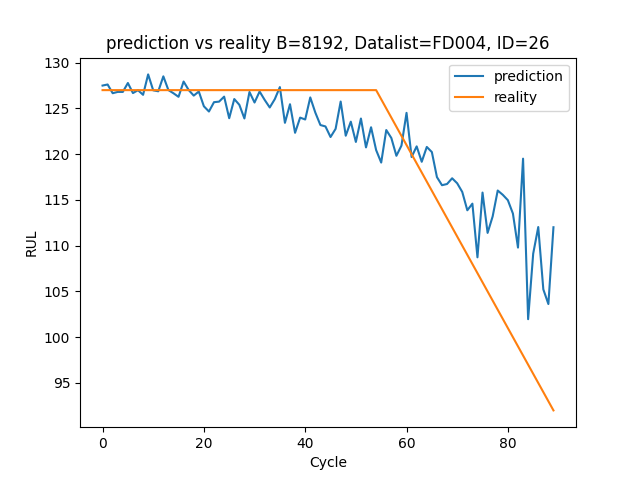 prediction vs reality B=8192, Datalist=FD004, ID=26
prediction
reality
RUL
130
125
120
115
110
105
100
95
0 20 40 60 80
Cycle